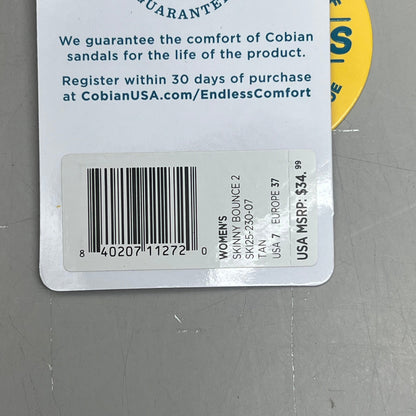 GUARANTEE
We guarantee the comfort of Cobian
sandals for the life of the product.
Register within 30 days of purchase
at CobianUSA.com/EndlessComfort
8 40207 11272 0
WOMEN'S
SKINNY BOUNCE 2
SKI25-230-07
TAN
USA 7 EUROPE 37
USA MSRP: $34.99